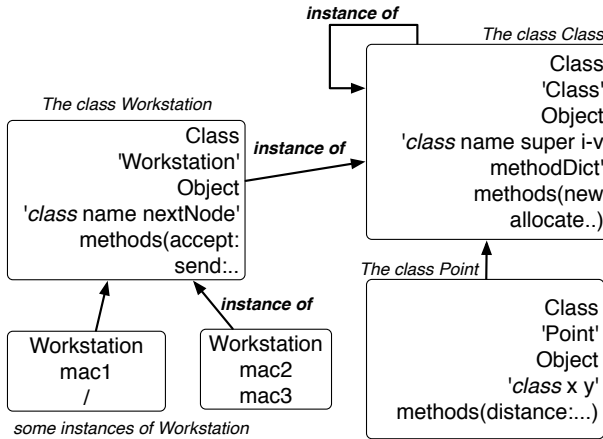 instance of
The class Class
Class
'Class'
Object
'class name super i-v
methodDict'
methods(new
allocate..)
The class Workstation
Class
'Workstation'
Object
'class name nextNode'
methods(accept:
send:..
instance of
The class Point
Class
'Point'
Object
'class x y'
methods(distance:...)
instance of
Workstation
mac1
/
Workstation
mac2
mac3
some instances of Workstation